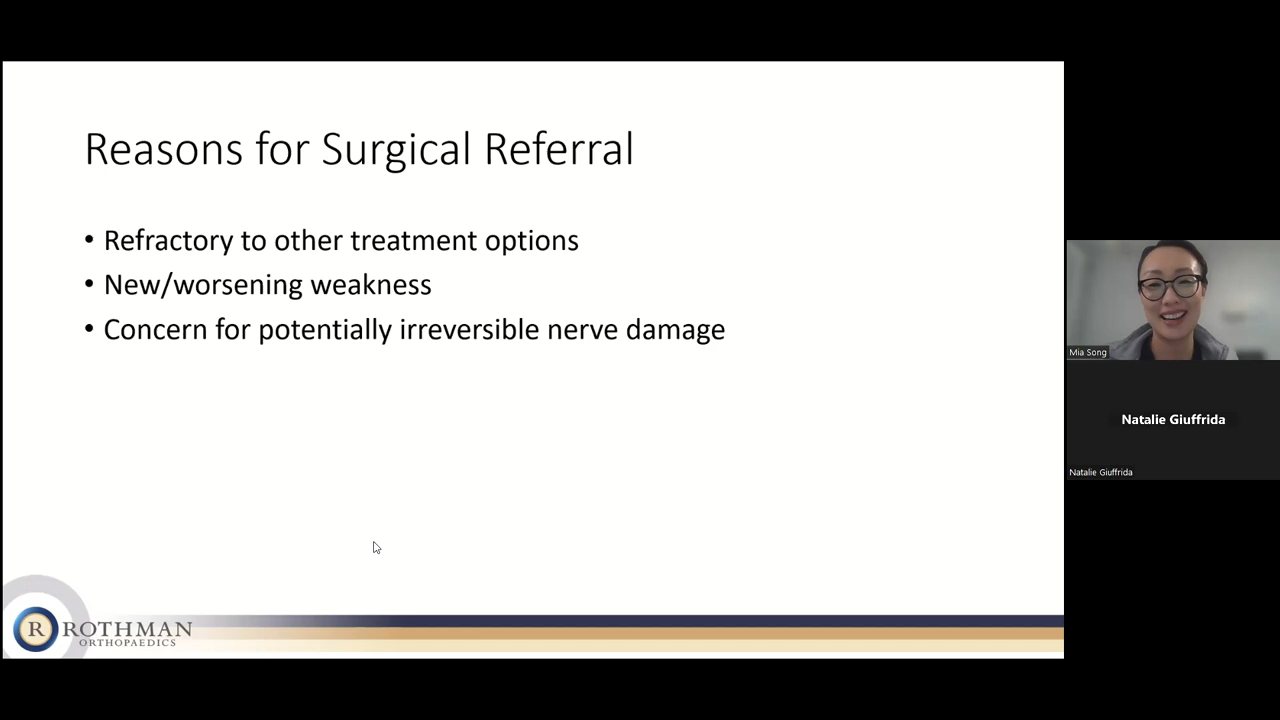 Reasons for Surgical Referral
• Refractory to other treatment options
• New/worsening weakness
• Concern for potentially irreversible nerve damage
R ROTHMAN
ORTHOPAEDICS
Mia Song
Natalie Giuffrida
Natalie Giuffrida